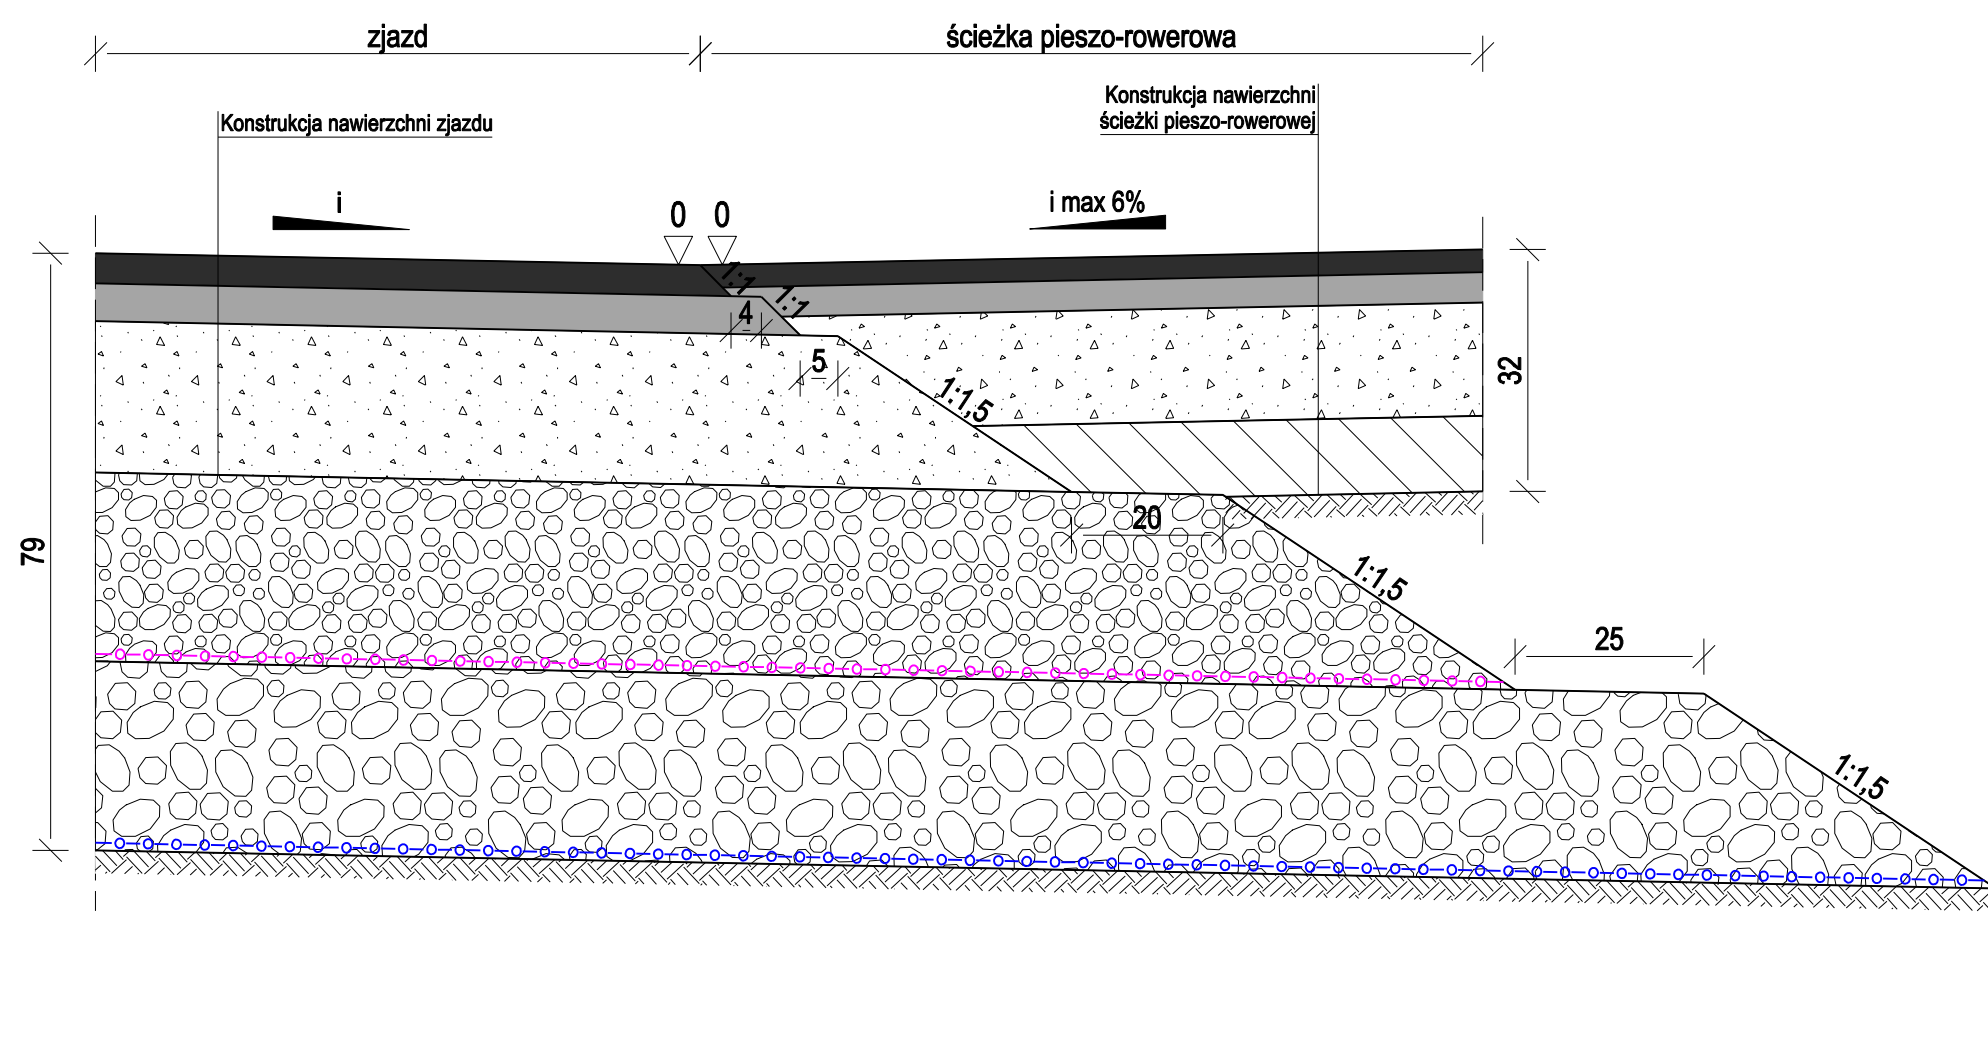 zjazd
ścieżka pieszo-rowerowa
Konstrukcja nawierzchni
ścieżki pieszo-rowerowej
Konstrukcja nawierzchni zjazdu
i
i max 6%
0
0
1:1
1:1
4
5
32
1:1,5
20
79
1:1,5
25
1:1,5